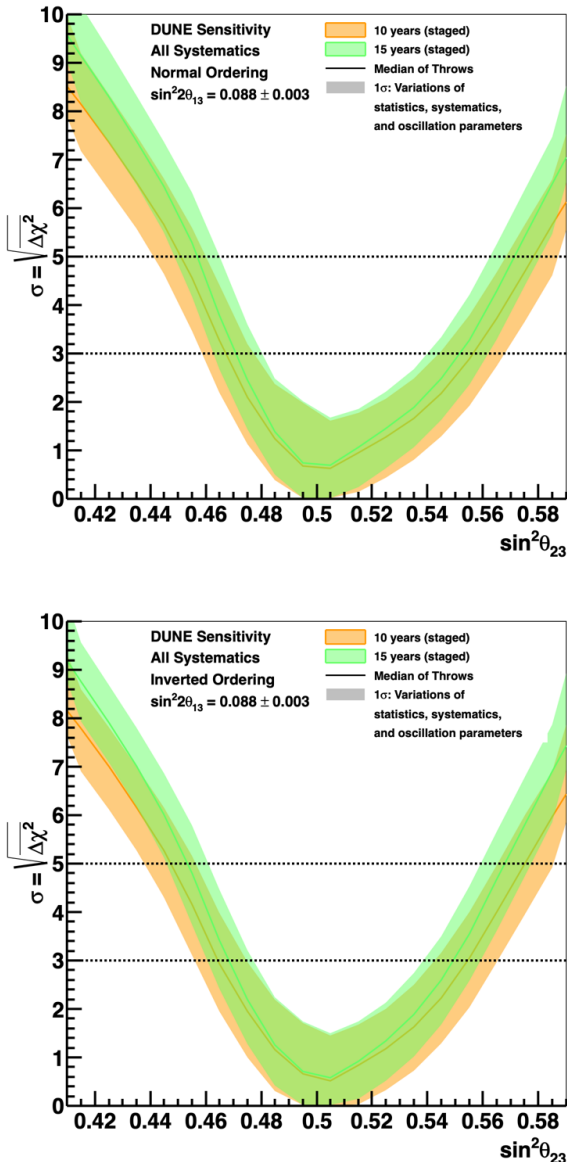 10
9
8
7
6
5
4
3
2
1
0
σ = √Δχ²
DUNE Sensitivity
All Systematics
Normal Ordering
sin²2θ₁₃ = 0.088 ± 0.003
10 years (staged)
15 years (staged)
Median of Throws
1σ: Variations of
statistics, systematics,
and oscillation parameters
0.42 0.44 0.46 0.48 0.5 0.52 0.54 0.56 0.58
sin²θ₂₃
10
9
8
7
6
5
4
3
2
1
0
σ = √Δχ²
DUNE Sensitivity
All Systematics
Inverted Ordering
sin²2θ₁₃ = 0.088 ± 0.003
10 years (staged)
15 years (staged)
Median of Throws
1σ: Variations of
statistics, systematics,
and oscillation parameters
0.42 0.44 0.46 0.48 0.5 0.52 0.54 0.56 0.58
sin²θ₂₃